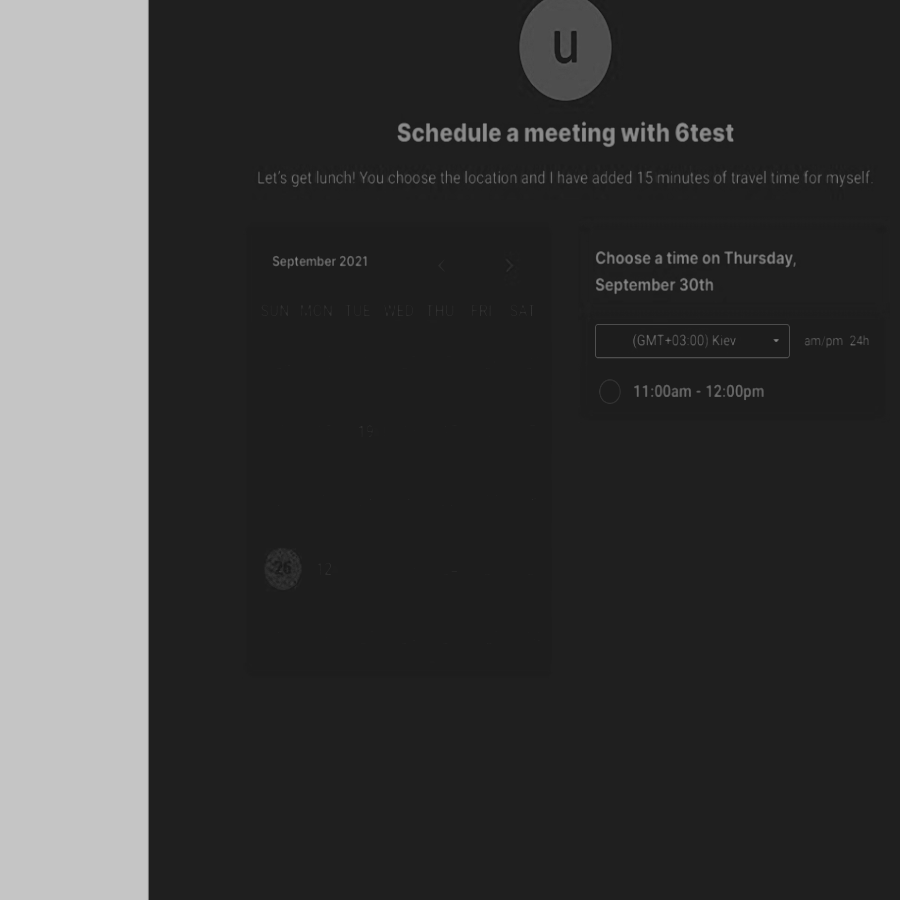 u
Schedule a meeting with 6test
Let's get lunch! You choose the location and I have added 15 minutes of travel time for myself.
September 2021
SUN MON TUE WED THU FRI SAT
26
Choose a time on Thursday,
September 30th
(GMT+03:00) Kiev
am/pm 24h
11:00am - 12:00pm